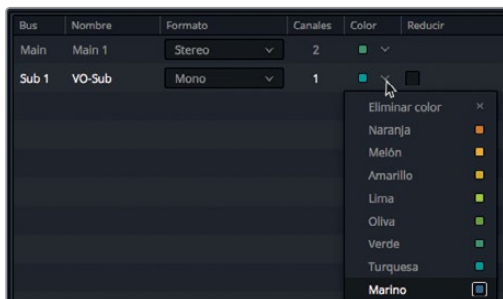 Bus Nombre Formato Canales Color Reducir
Main Main 1 Stereo 2
Sub 1 VO-Sub Mono 1
Eliminar color ×
Naranja
Melón
Amarillo
Lima
Oliva
Verde
Turquesa
Marino